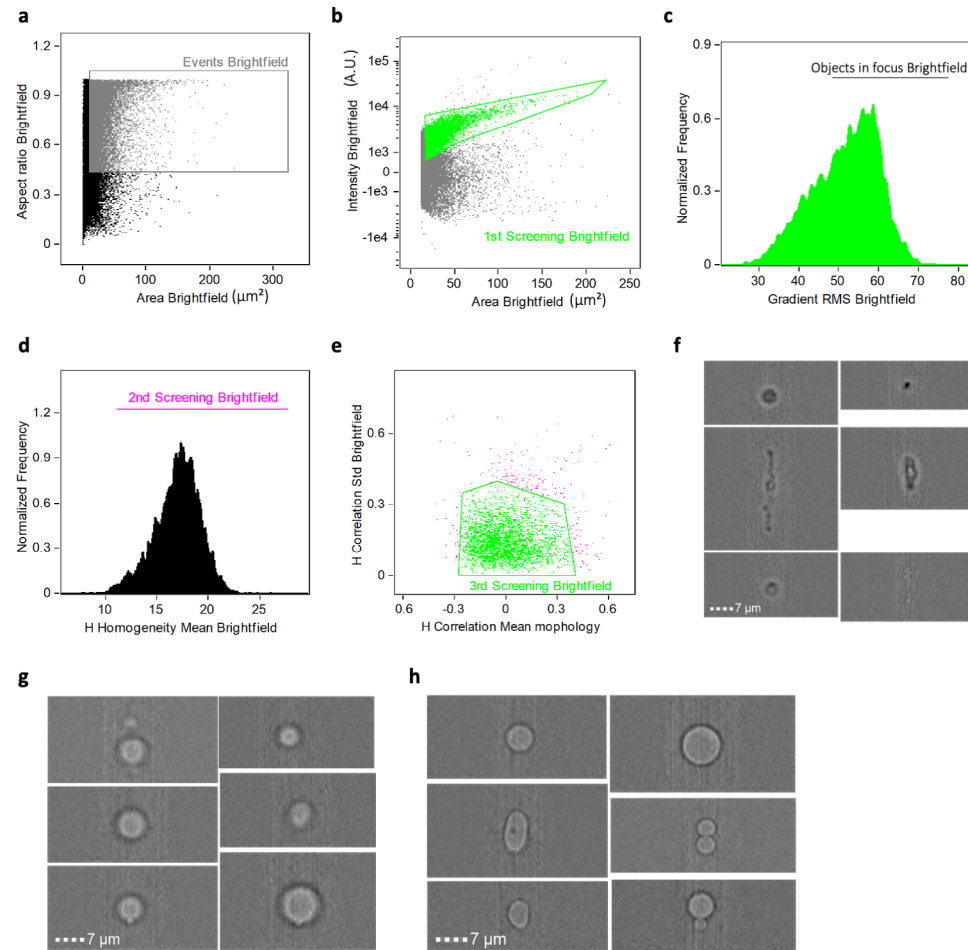 a
1.2
0.9
0.6
0.3
0
Aspect ratio Brightfield
Events Brightfield
0
100
200
300
Area Brightfield (µm²)
b
1e5
1e4
1e3
0
-1e3
-1e4
Intensity Brightfield (A.U.)
1st Screening Brightfield
0
50
100
150
200
250
Area Brightfield (µm²)
c
0.9
0.6
0.3
0
Normalized Frequency
Objects in focus Brightfield
30
40
50
60
70
80
Gradient RMS Brightfield
d
1.2
0.9
0.6
0.3
0
Normalized Frequency
2nd Screening Brightfield
10
15
20
25
H Homogeneity Mean Brightfield
e
0.6
0.3
0
H Correlation Std Brightfield
3rd Screening Brightfield
0.6
-0.3
0
0.3
0.6
H Correlation Mean mophology
f
7 µm
g
7 µm
h
7 µm